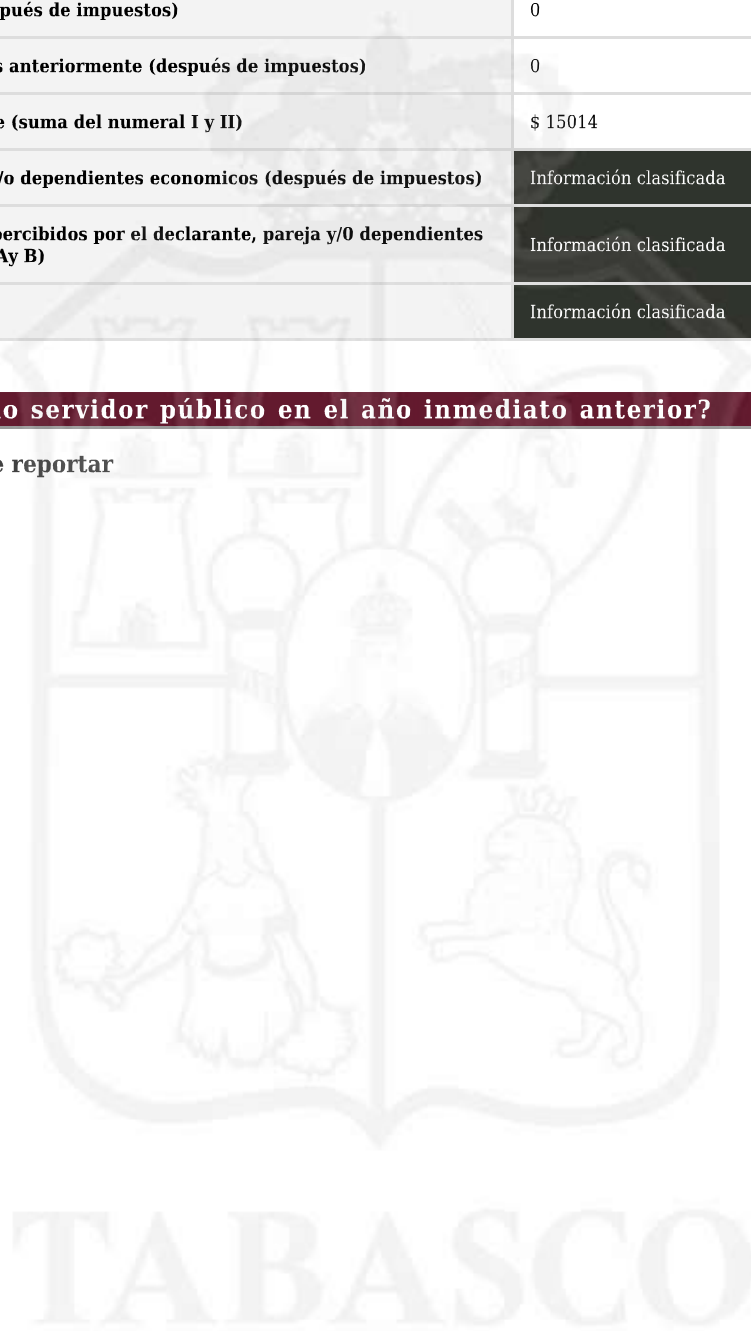 pués de impuestos) 0
s anteriormente (después de impuestos) 0
e (suma del numeral I y II) $ 15014
/o dependientes economicos (después de impuestos) Información clasificada
percibidos por el declarante, pareja y/0 dependientes
Ay B) Información clasificada
Información clasificada
o servidor público en el año inmediato anterior?
e reportar
TABASCO